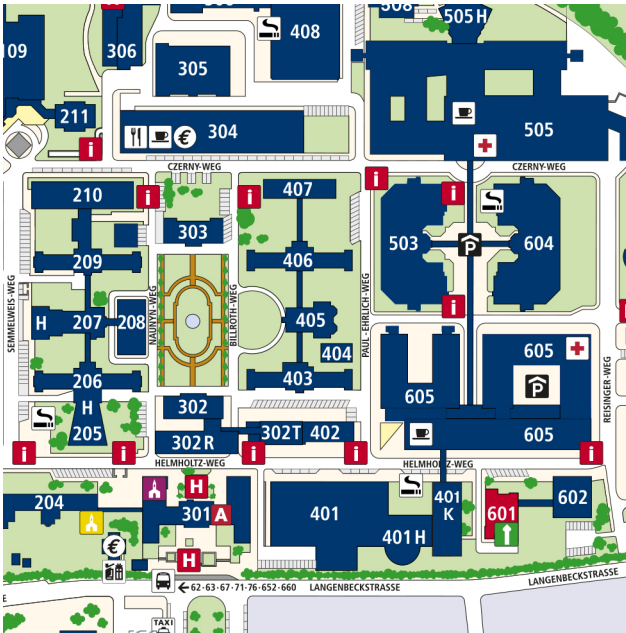 508
505 H
109
306
408
305
211
304
€
505
i
CZERNY-WEG
CZERNY-WEG
i
210
i
i
407
i
303
503
604
P
SEMMELWEIS-WEG
209
NAUNYN-WEG
BILLROTH-WEG
406
PAUL-EHRLICH-WEG
i
H
207
208
405
404
605
P
REISINGER-WEG
206
403
605
H
205
302
302 R
302T
402
605
i
i
i
i
i
HELMHOLTZ-WEG
HELMHOLTZ-WEG
204
H
301
A
401
401
K
401 H
601
602
€
H
62·63·67·71·76·652·660
LANGENBECKSTRASSE
LANGENBECKSTRASSE
TAXI
E